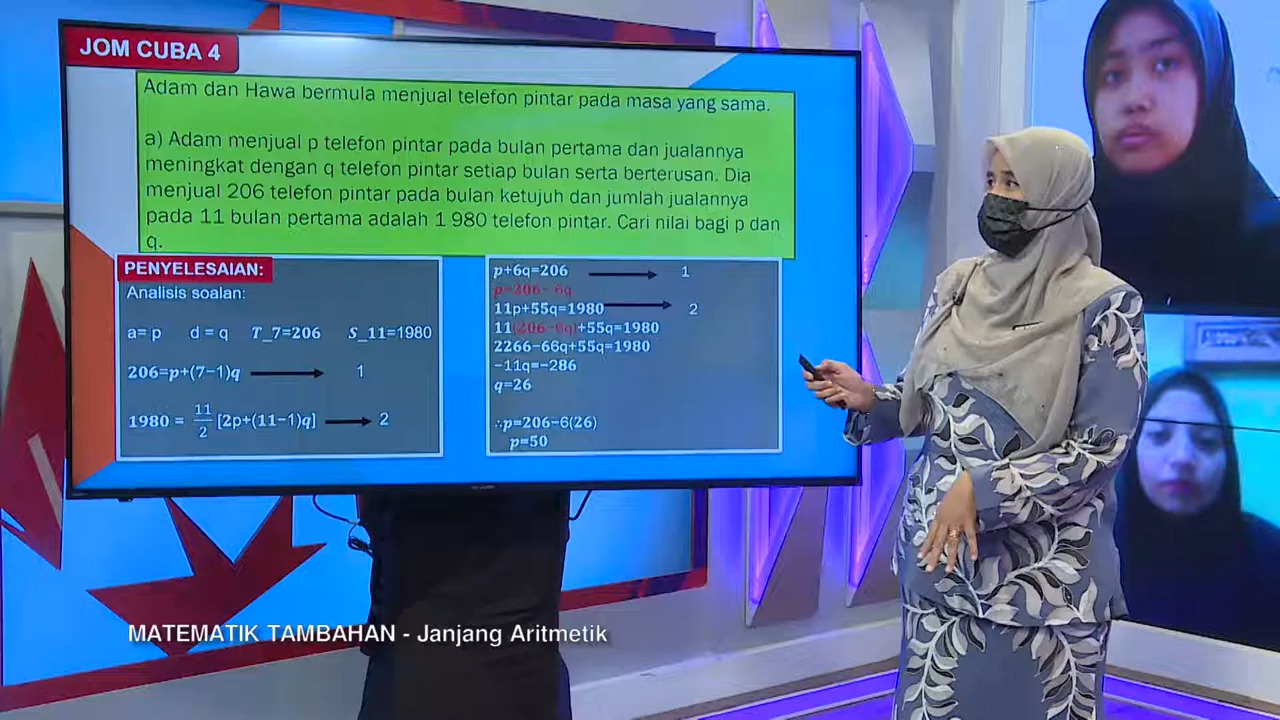 JOM CUBA 4
Adam dan Hawa bermula menjual telefon pintar pada masa yang sama.
a) Adam menjual p telefon pintar pada bulan pertama dan jualannya
meningkat dengan q telefon pintar setiap bulan serta berterusan. Dia
menjual 206 telefon pintar pada bulan ketujuh dan jumlah jualannya
pada 11 bulan pertama adalah 1 980 telefon pintar. Cari nilai bagi p dan
q.
PENYELESAIAN:
Analisis soalan:
a= p d = q T_7=206 S_11=1980
206=p+(7−1)q ⟶ 1
1980 = 11/2 [2p+(11−1)q] ⟶ 2
p+6q=206 ⟶ 1
p=206−6q
11p+55q=1980 ⟶ 2
11(206−6q)+55q=1980
2266−66q+55q=1980
−11q=−286
q=26
∴p=206−6(26)
p=50
MATEMATIK TAMBAHAN - Janjang Aritmetik